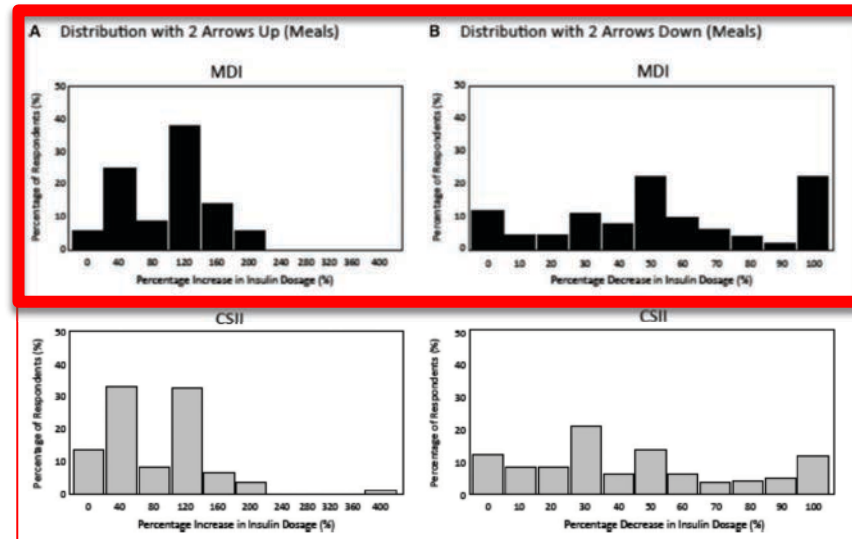 A Distribution with 2 Arrows Up (Meals)
MDI
Percentage of Respondents (%)
50
40
30
20
10
0
0 40 80 120 160 200 240 280 320 360 400
Percentage Increase in Insulin Dosage (%)
B Distribution with 2 Arrows Down (Meals)
MDI
Percentage of Respondents (%)
50
40
30
20
10
0
0 10 20 30 40 50 60 70 80 90 100
Percentage Decrease in Insulin Dosage (%)
CSII
Percentage of Respondents (%)
50
40
30
20
10
0
0 40 80 120 160 200 240 280 320 360 400
Percentage Increase in Insulin Dosage (%)
CSII
Percentage of Respondents (%)
50
40
30
20
10
0
0 10 20 30 40 50 60 70 80 90 100
Percentage Decrease in Insulin Dosage (%)